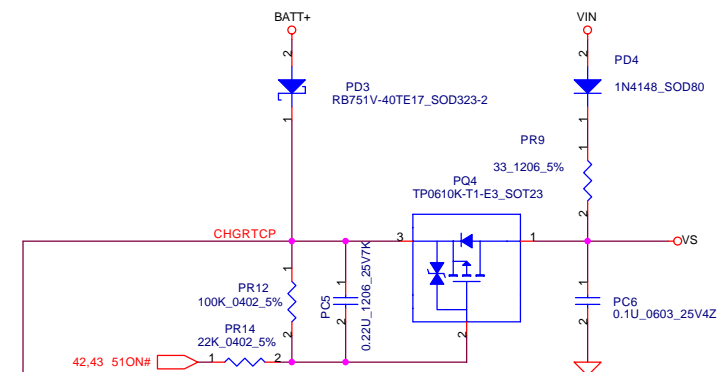 BATT+
VIN
2
2
PD4
PD3
1N4148_SOD80
RB751V-40TE17_SOD323-2
1
1
1
PR9
33_1206_5%
PQ4
TP0610K-T1-E3_SOT23
2
CHGRTCP
3
1
VS
1
1
1
PR12
100K_0402_5%
PC5
0.22U_1206_25V7K
PC6
0.1U_0603_25V4Z
2
2
2
PR14
22K_0402_5%
2
42,43 51ON#
1
2